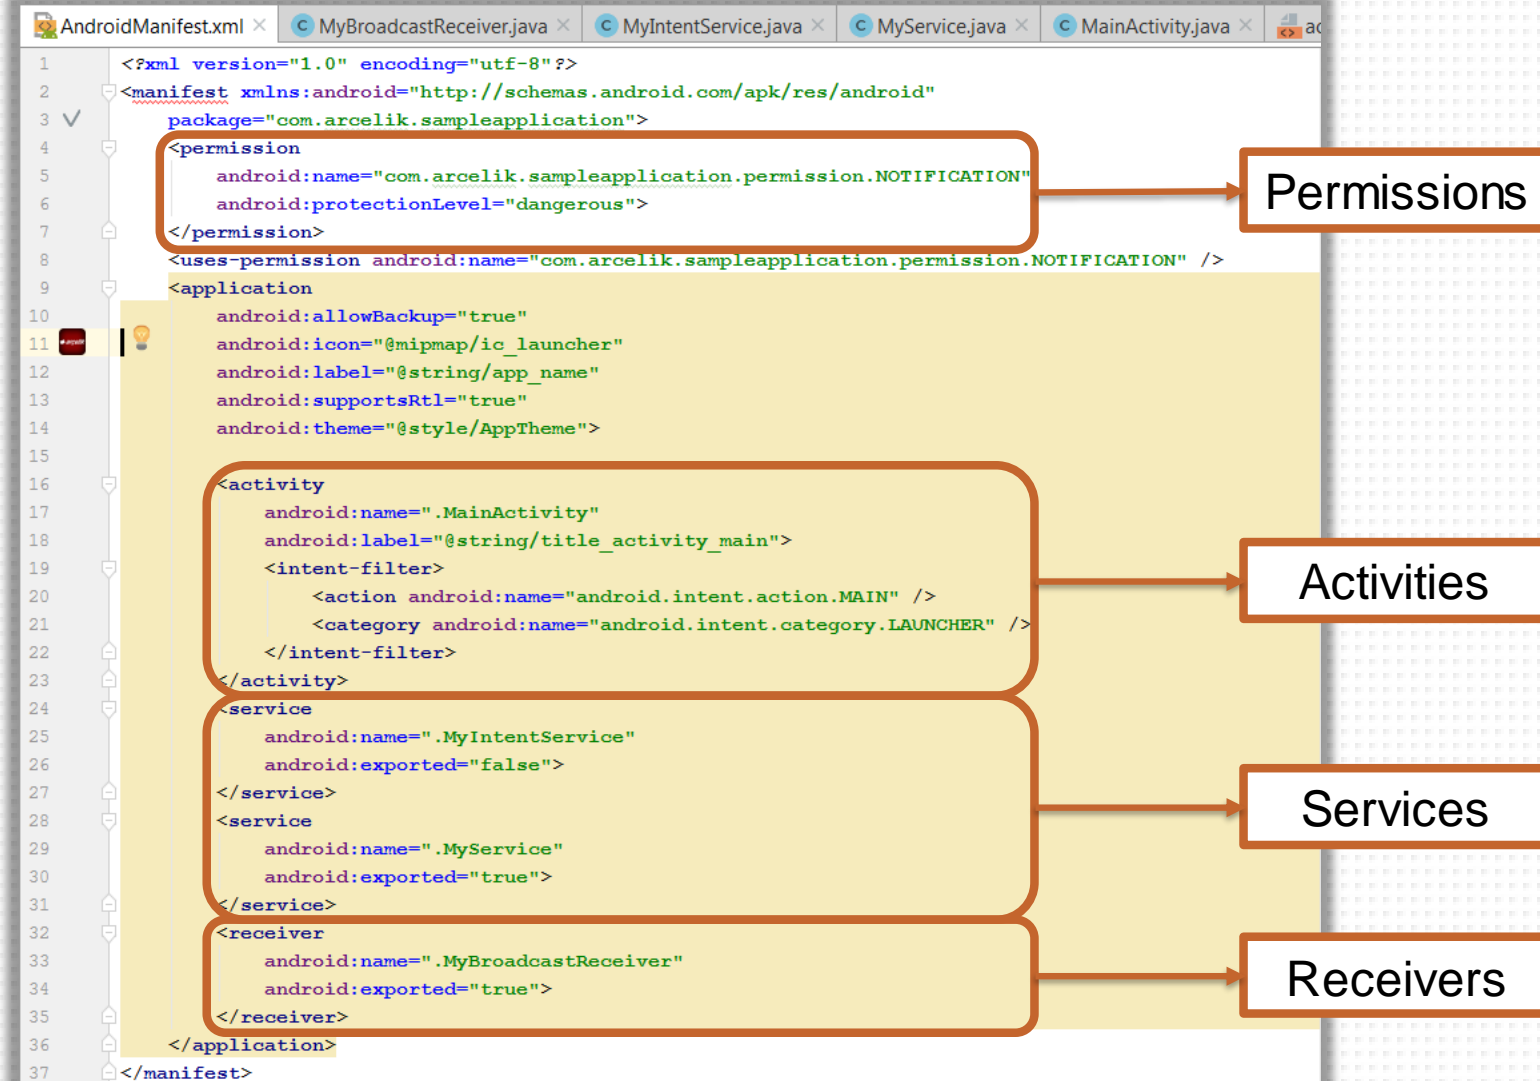 AndroidManifest.xml × MyBroadcastReceiver.java × MyIntentService.java × MyService.java × MainActivity.java ×
1 <?xml version="1.0" encoding="utf-8"?>
2 <manifest xmlns:android="http://schemas.android.com/apk/res/android"
3 package="com.arcelik.sampleapplication">
4 <permission
5 android:name="com.arcelik.sampleapplication.permission.NOTIFICATION"
6 android:protectionLevel="dangerous">
7 </permission>
Permissions
8 <uses-permission android:name="com.arcelik.sampleapplication.permission.NOTIFICATION" />
9 <application
10 android:allowBackup="true"
11 android:icon="@mipmap/ic_launcher"
12 android:label="@string/app_name"
13 android:supportsRtl="true"
14 android:theme="@style/AppTheme">
15
16 <activity
17 android:name=".MainActivity"
18 android:label="@string/title_activity_main">
19 <intent-filter>
20 <action android:name="android.intent.action.MAIN" />
21 <category android:name="android.intent.category.LAUNCHER" />
22 </intent-filter>
23 </activity>
Activities
24 <service
25 android:name=".MyIntentService"
26 android:exported="false">
27 </service>
28 <service
29 android:name=".MyService"
30 android:exported="true">
31 </service>
Services
32 <receiver
33 android:name=".MyBroadcastReceiver"
34 android:exported="true">
35 </receiver>
Receivers
36 </application>
37 </manifest>